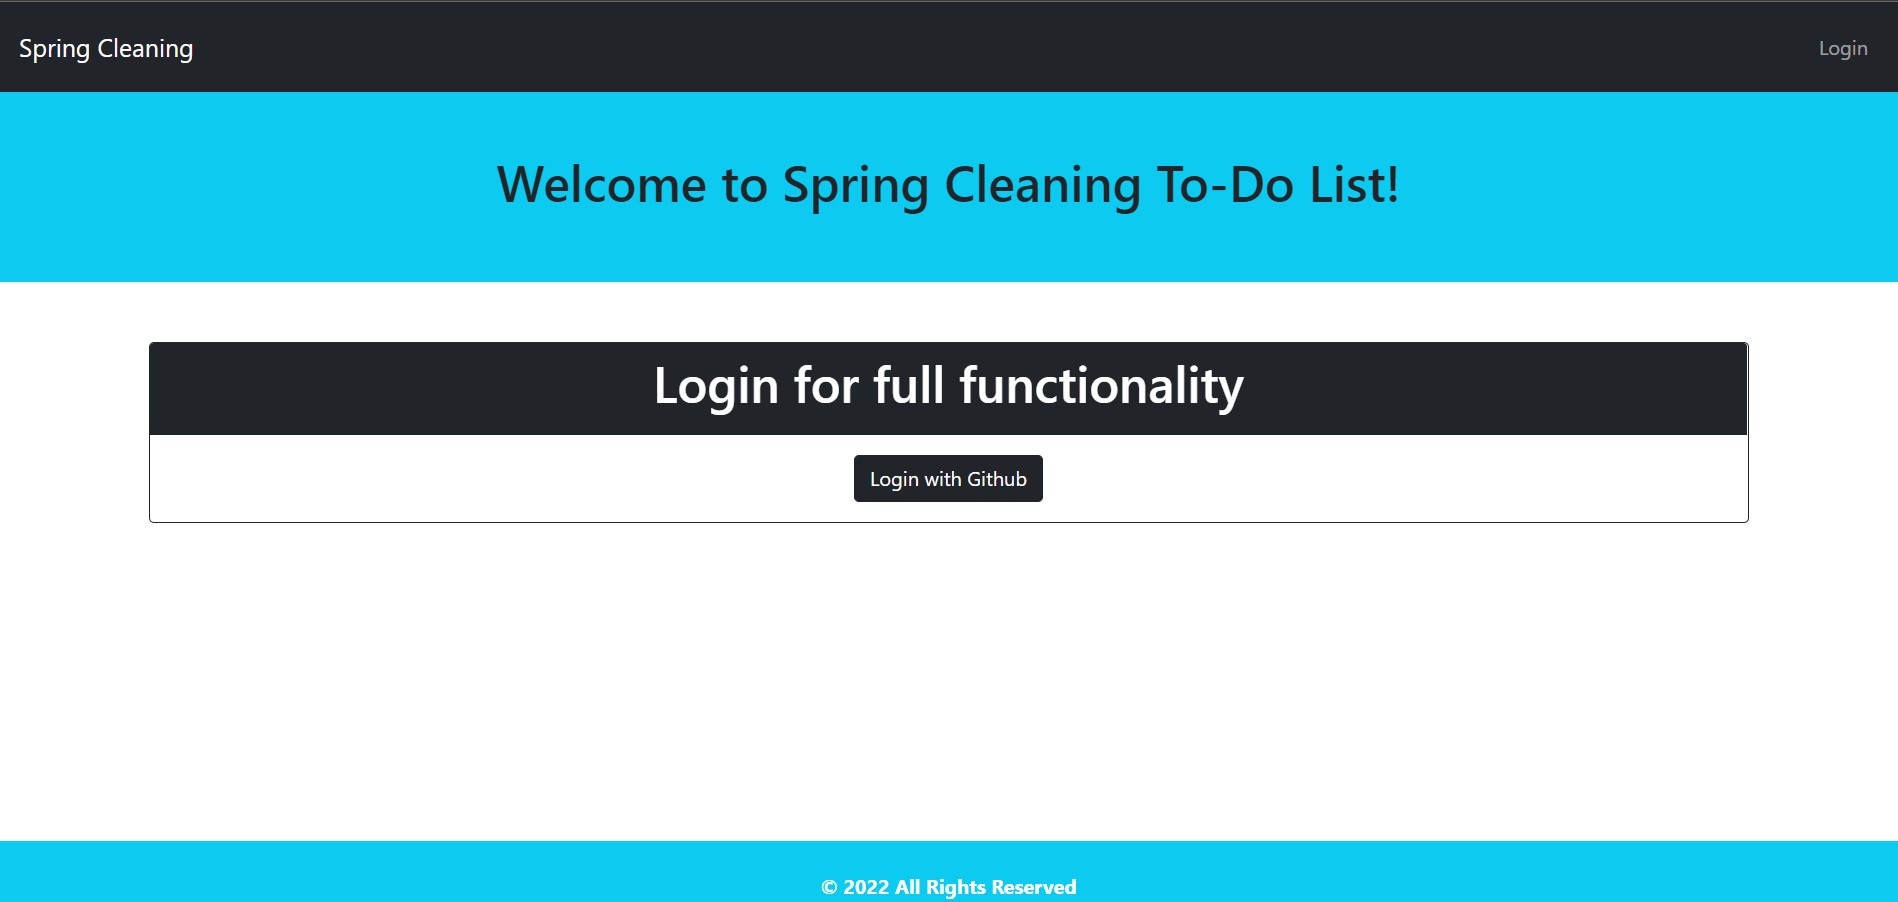 Spring Cleaning
Login
Welcome to Spring Cleaning To-Do List!
Login for full functionality
Login with Github
© 2022 All Rights Reserved